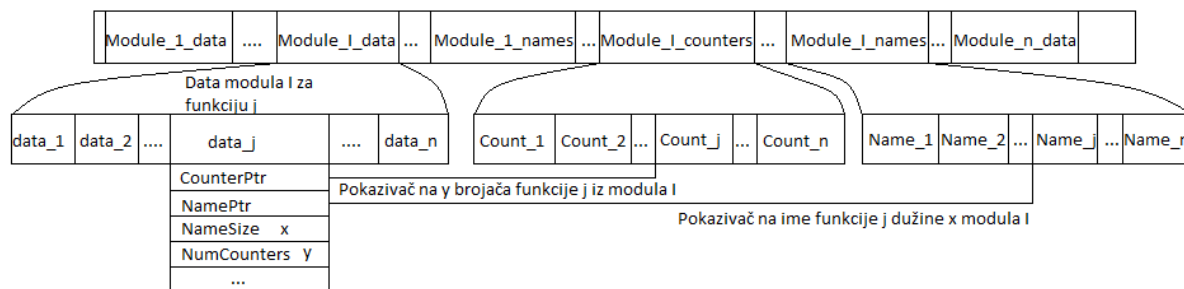 Module_1_data .... Module_I_data ... Module_1_names ... Module_I_counters ... Module_I_names ... Module_n_data
Data modula I za
funkciju j
data_1 data_2 .... data_j .... data_n Count_1 Count_2 ... Count_j ... Count_n Name_1 Name_2 ... Name_j ... Name_n
CounterPtr
Pokazivač na y brojača funkcije j iz modula I
NamePtr
Pokazivač na ime funkcije j dužine x modula I
NameSize x
NumCounters y
...